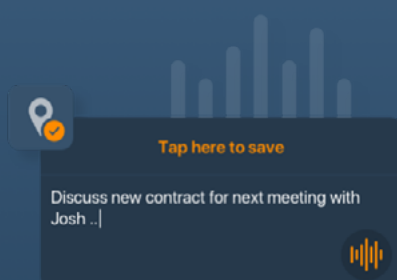 Tap here to save
Discuss new contract for next meeting with
Josh ..